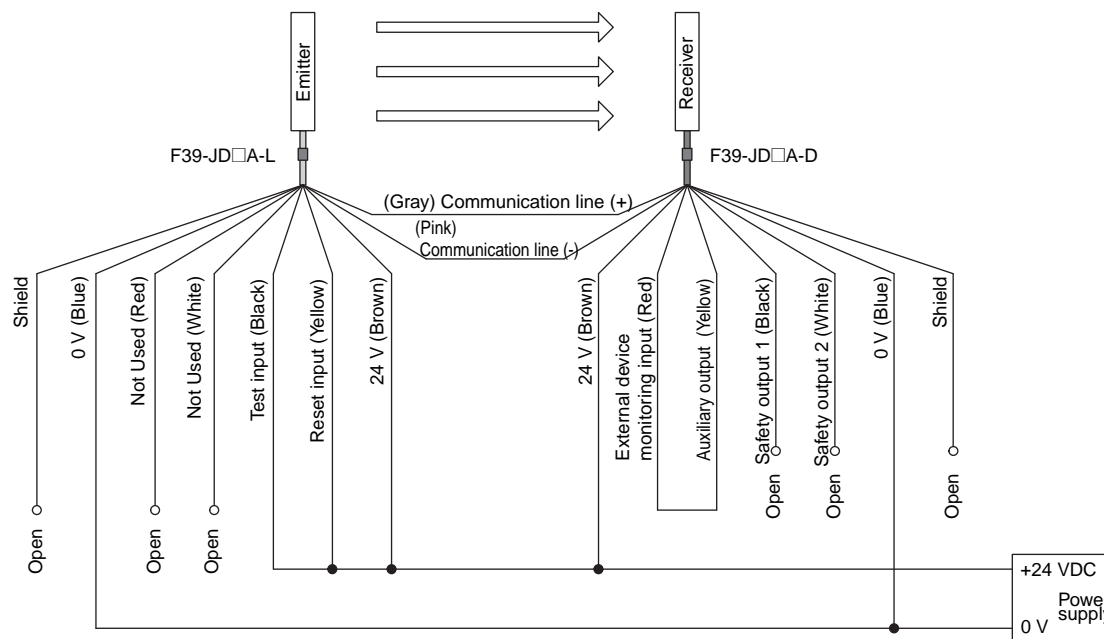 Emitter
Receiver
F39-JD□A-L
F39-JD□A-D
(Gray) Communication line (+)
(Pink)
Communication line (-)
Shield
0 V (Blue)
Not Used (Red)
Not Used (White)
Test input (Black)
Reset input (Yellow)
24 V (Brown)
24 V (Brown)
External device
monitoring input (Red)
Auxiliary output (Yellow)
Safety output 1 (Black)
Safety output 2 (White)
0 V (Blue)
Shield
Open
Open
Open
Open
Open
Open
+24 VDC
Power
supply
0 V